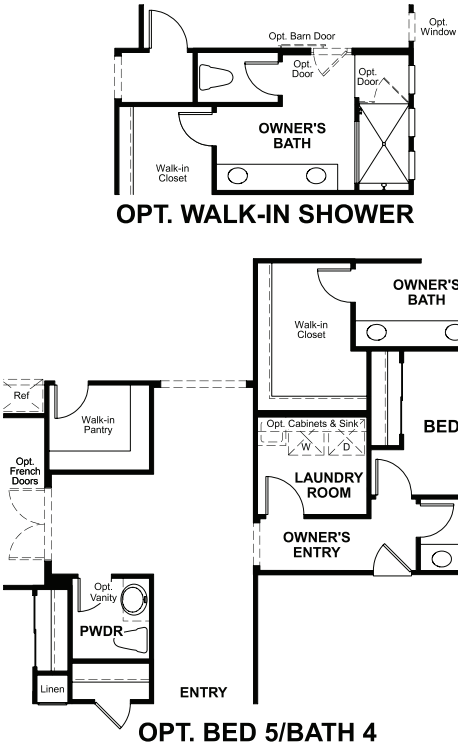 Opt.
Window
Opt. Barn Door
Opt.
Door
Opt.
Door
OWNER'S
BATH
Walk-in
Closet
OPT. WALK-IN SHOWER
OWNER'S
BATH
Walk-in
Closet
Ref
Walk-in
Pantry
Opt. Cabinets & Sink
W
D
BED
Opt.
French
Doors
LAUNDRY
ROOM
OWNER'S
ENTRY
Opt.
Vanity
PWDR
Linen
ENTRY
OPT. BED 5/BATH 4